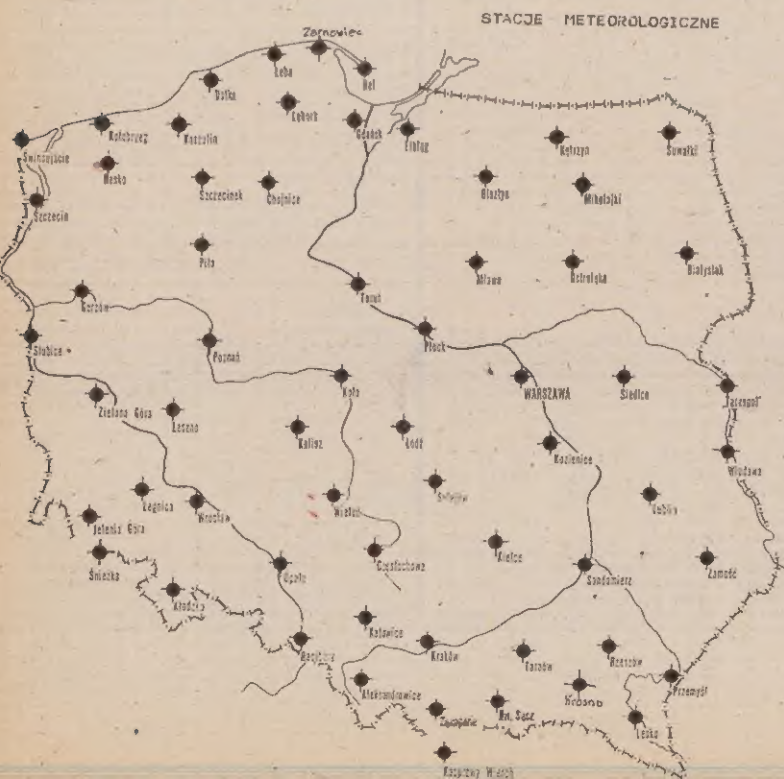 STACJE METEOROLOGICZNE
Żarnowiec
Łeba
Hel
Ustka
Lębork
Gdańsk
Elbląg
Kołobrzeg
Koszalin
Świnoujście
Resko
Kętrzyn
Suwałki
Szczecinek
Chojnice
Olsztyn
Mikołajki
Szczecin
Piła
Mława
Ostrołęka
Białystok
Gorzów
Toruń
Słubice
Poznań
Płock
Koło
WARSZAWA
Siedlce
Terespol
Zielona Góra
Leszno
Kalisz
Łódź
Kozienice
Włodawa
Legnica
Wrocław
Wieluń
Sulejów
Lublin
Jelenia Góra
Śnieżka
Opole
Częstochowa
Kielce
Sandomierz
Zamość
Kłodzko
Katowice
Racibórz
Kraków
Tarnów
Rzeszów
Przemyśl
Aleksandrowice
Zakopane
Nw. Sącz
Krosno
Lesko
Kasprowy Wierch